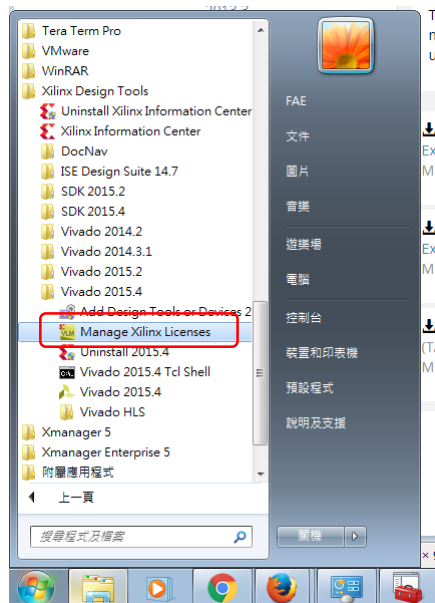 2013.3
Tera Term Pro
VMware
WinRAR
Xilinx Design Tools
Uninstall Xilinx Information Center
Xilinx Information Center
DocNav
ISE Design Suite 14.7
SDK 2015.2
SDK 2015.4
Vivado 2014.2
Vivado 2014.3.1
Vivado 2015.2
Vivado 2015.4
Add Design Tools or Devices 2
VLM
Manage Xilinx Licenses
Uninstall 2015.4
Vivado 2015.4 Tcl Shell
Vivado 2015.4
Vivado HLS
Xmanager 5
Xmanager Enterprise 5
附屬應用程式
上一頁
搜尋程式及檔案
FAE
文件
圖片
音樂
遊樂場
電腦
控制台
裝置和印表機
預設程式
說明及支援
關機
T
n
u
Ex
M
Ex
M
(T
M